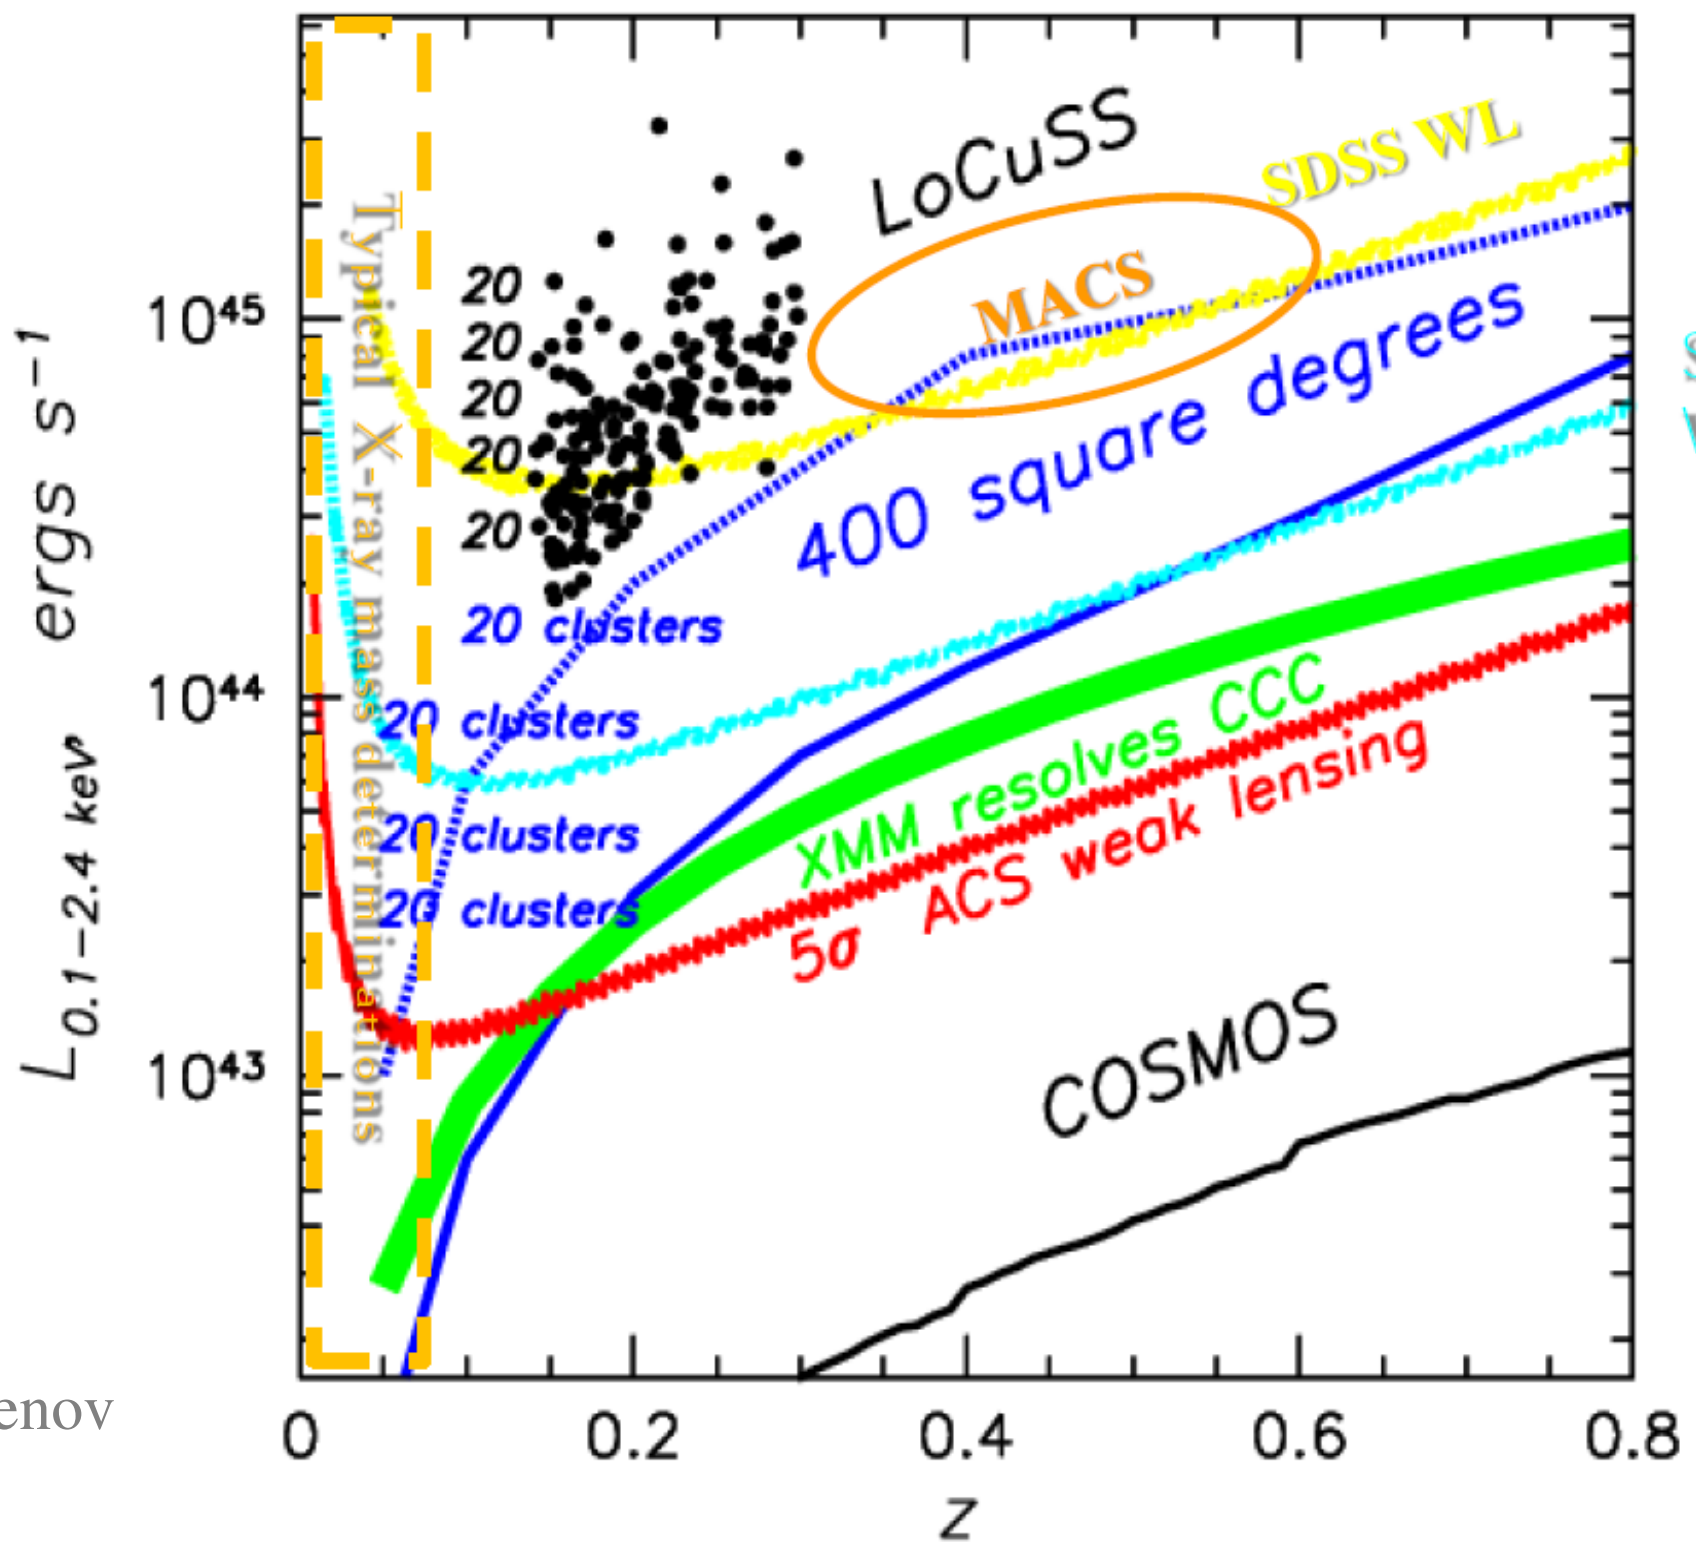 LoCuSS
SDSS WL
MACS
400 square degrees
Typical X-ray mass determinations
20
20
20
20
20
20 clusters
20 clusters
20 clusters
20 clusters
XMM resolves CCC
5σ ACS weak lensing
COSMOS
L0.1−2.4 keV ergs s−1
10^45
10^44
10^43
0 0.2 0.4 0.6 0.8
z
enov